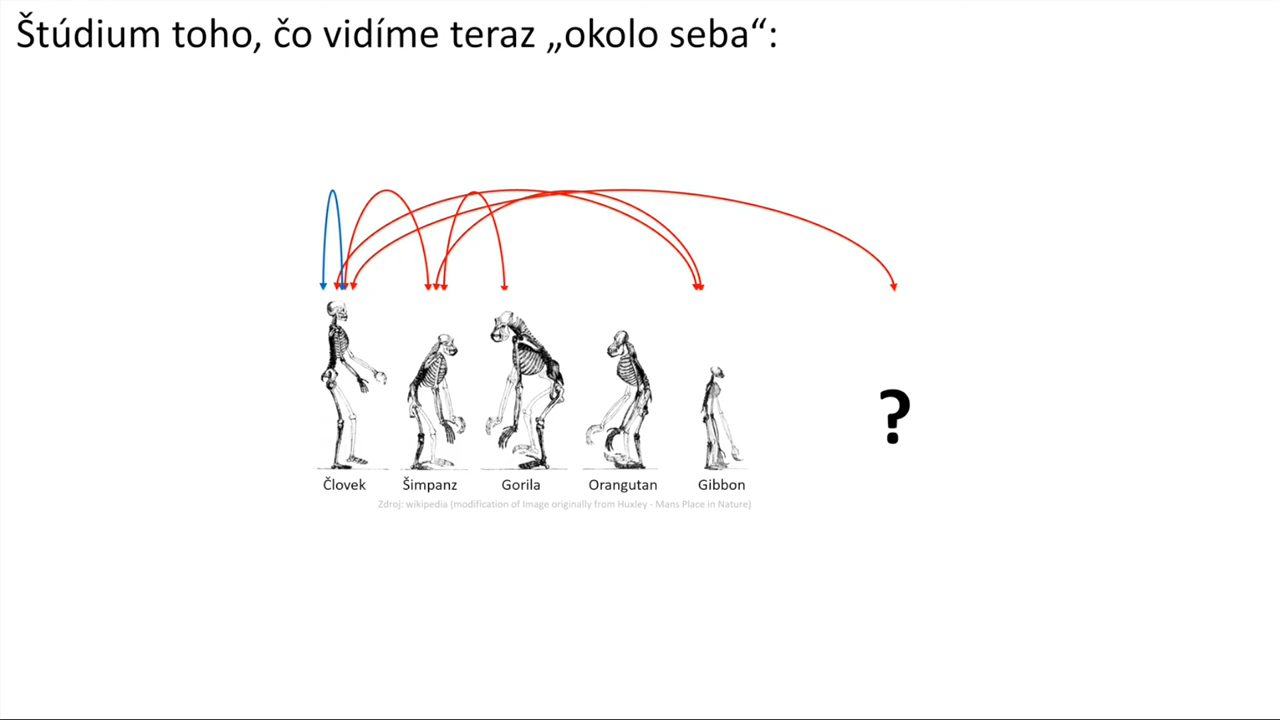 Štúdium toho, čo vidíme teraz „okolo seba“:
?
Človek Šimpanz Gorila Orangutan Gibbon
Zdroj: wikipedia (modification of Image originally from Huxley - Mans Place in Nature)